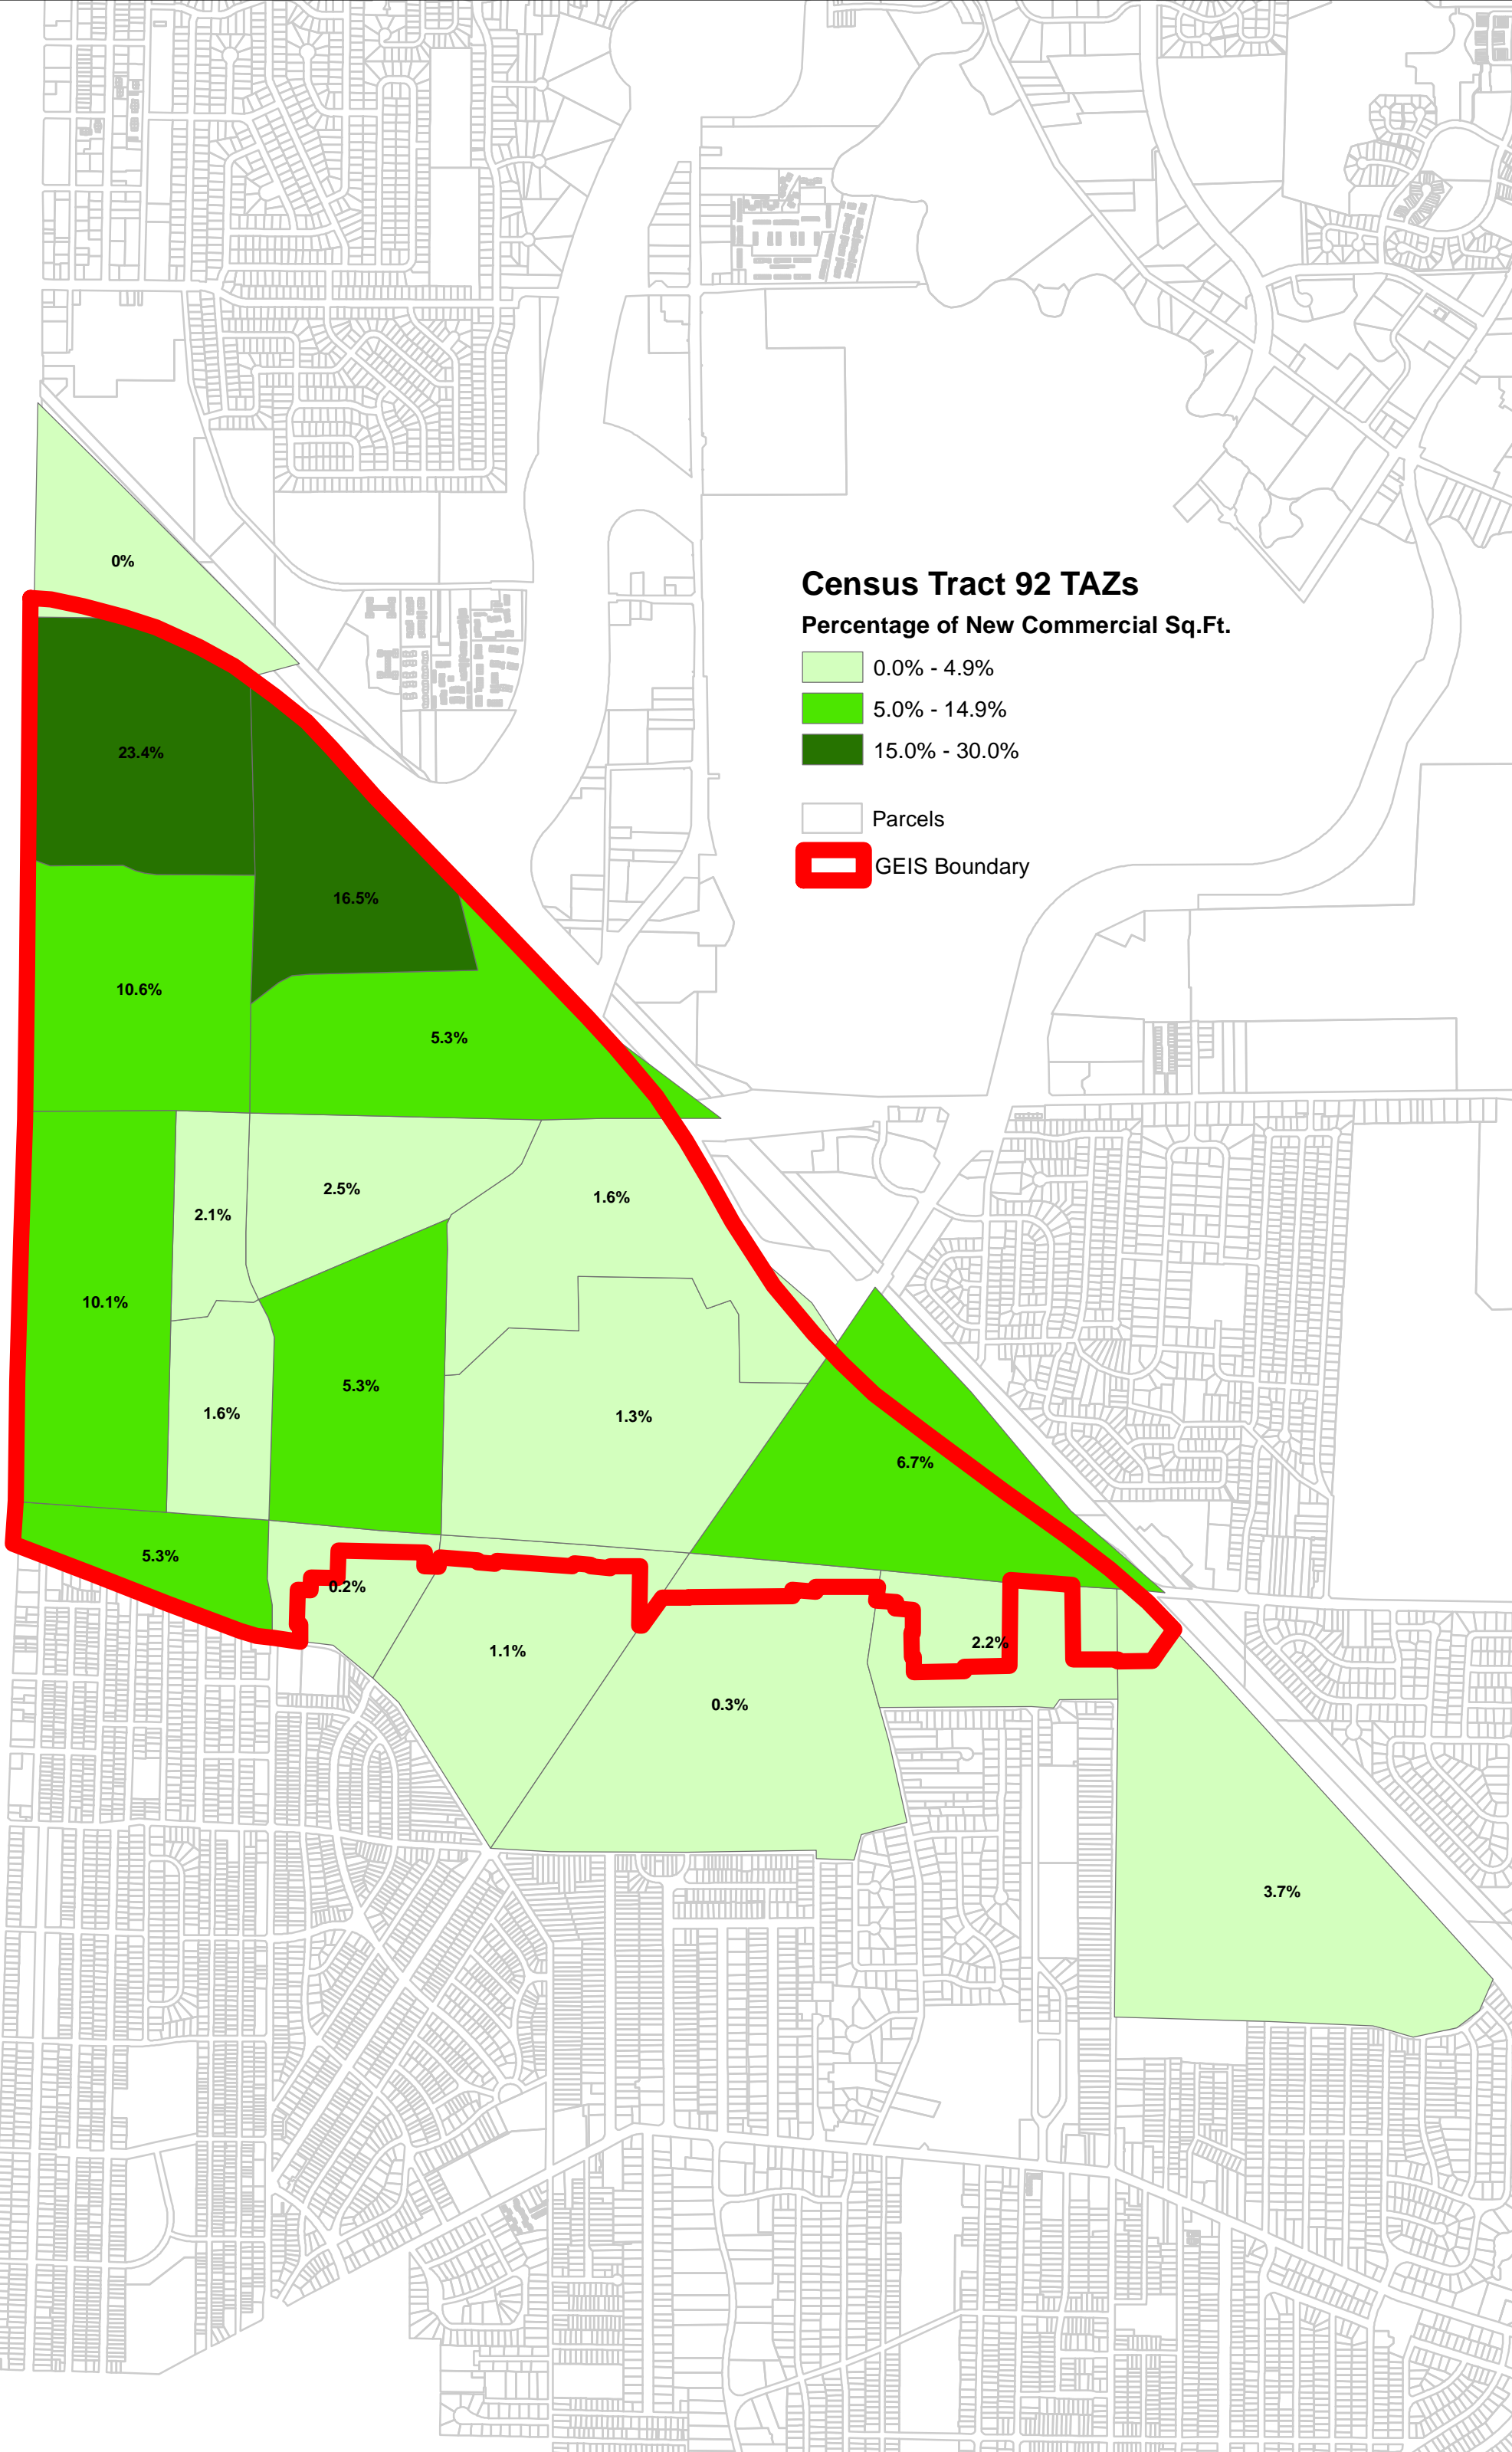 0%
Census Tract 92 TAZs
Percentage of New Commercial Sq.Ft.
0.0% - 4.9%
5.0% - 14.9%
15.0% - 30.0%
Parcels
GEIS Boundary
23.4%
16.5%
10.6%
5.3%
2.5%
1.6%
2.1%
10.1%
5.3%
1.6%
1.3%
6.7%
5.3%
0.2%
2.2%
1.1%
0.3%
3.7%